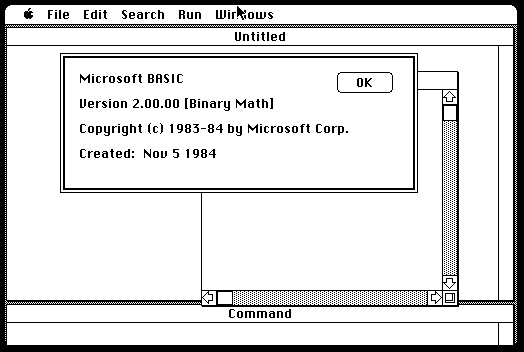 File Edit Search Run Windows
Untitled
Microsoft BASIC
OK
Version 2.00.00 [Binary Math]
Copyright (c) 1983-84 by Microsoft Corp.
Created: Nov 5 1984
Command